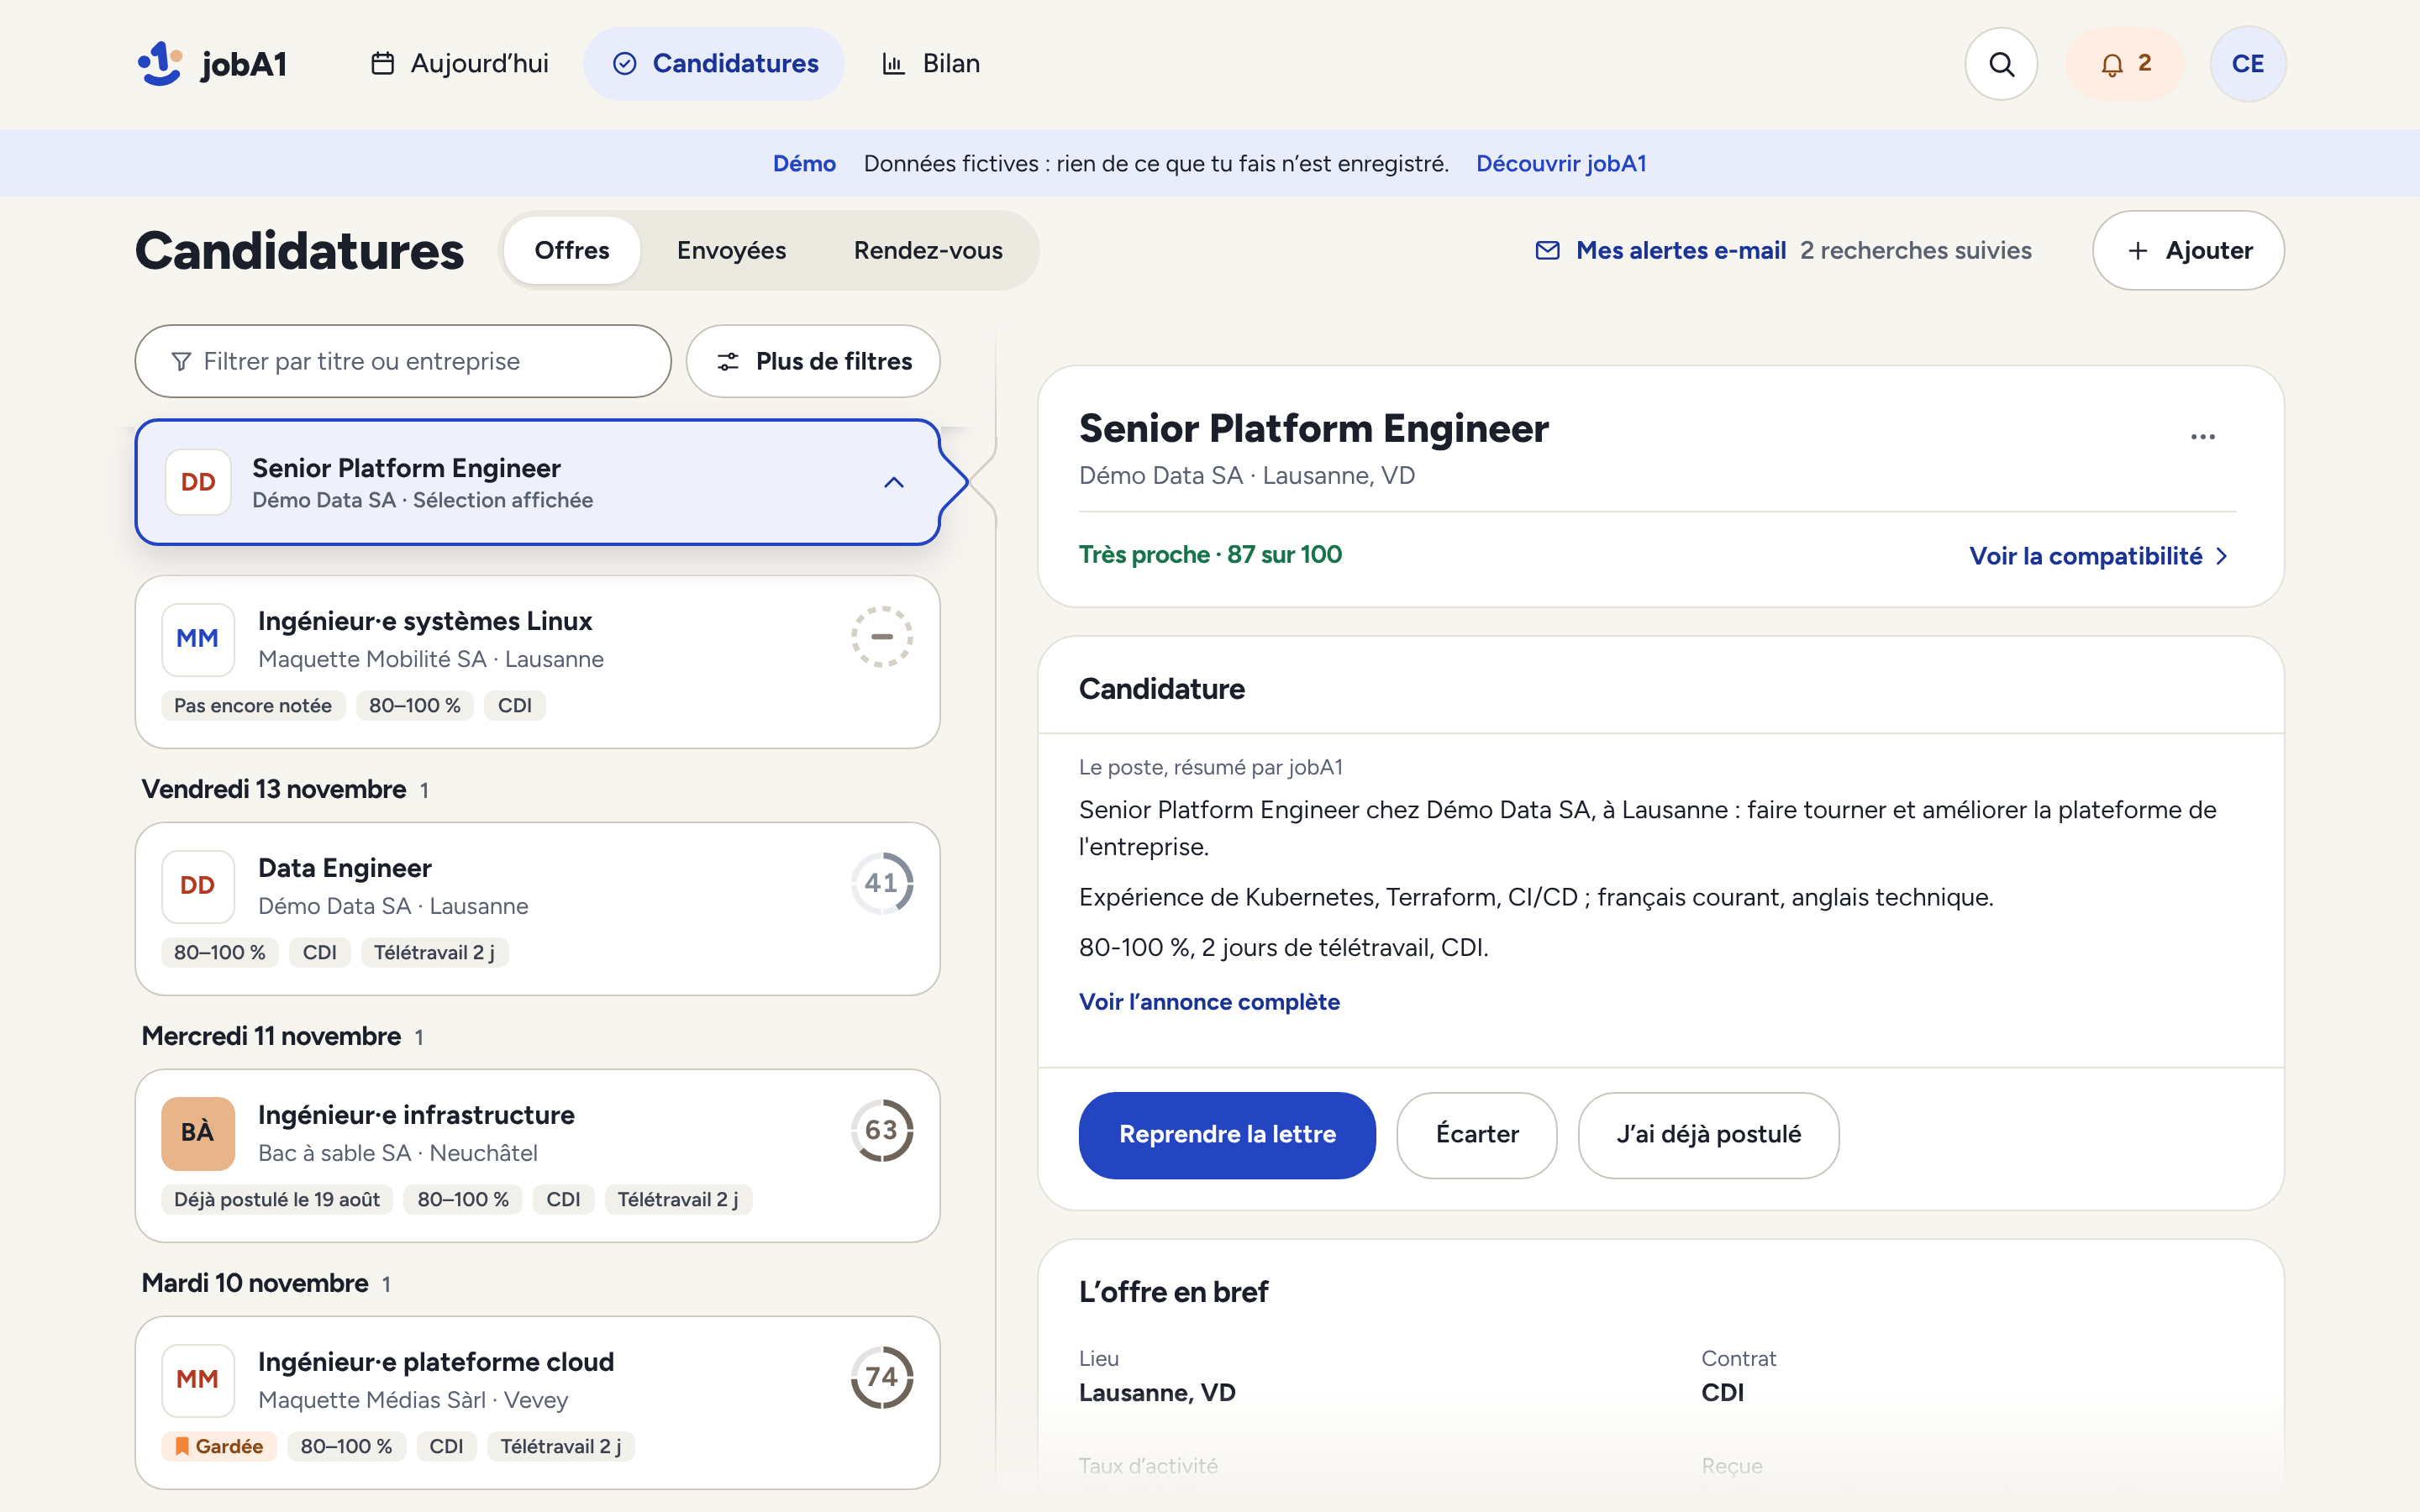 jobA1
Aujourd’hui
Candidatures
Bilan
2
CE
Démo Données fictives : rien de ce que tu fais n’est enregistré. Découvrir jobA1
Candidatures
Offres
Envoyées
Rendez-vous
Mes alertes e-mail 2 recherches suivies
Ajouter
Filtrer par titre ou entreprise
Plus de filtres
DD
Senior Platform Engineer
Démo Data SA · Sélection affichée
MM
Ingénieur·e systèmes Linux
Maquette Mobilité SA · Lausanne
Pas encore notée
80–100 %
CDI
Vendredi 13 novembre 1
DD
Data Engineer
Démo Data SA · Lausanne
41
80–100 %
CDI
Télétravail 2 j
Mercredi 11 novembre 1
BÀ
Ingénieur·e infrastructure
Bac à sable SA · Neuchâtel
63
Déjà postulé le 19 août
80–100 %
CDI
Télétravail 2 j
Mardi 10 novembre 1
MM
Ingénieur·e plateforme cloud
Maquette Médias Sàrl · Vevey
74
Gardée
80–100 %
CDI
Télétravail 2 j
Senior Platform Engineer
Démo Data SA · Lausanne, VD
Très proche · 87 sur 100
Voir la compatibilité
Candidature
Le poste, résumé par jobA1
Senior Platform Engineer chez Démo Data SA, à Lausanne : faire tourner et améliorer la plateforme de
l'entreprise.
Expérience de Kubernetes, Terraform, CI/CD ; français courant, anglais technique.
80-100 %, 2 jours de télétravail, CDI.
Voir l’annonce complète
Reprendre la lettre
Écarter
J’ai déjà postulé
L’offre en bref
Lieu
Lausanne, VD
Contrat
CDI
Taux d’activité
Reçue